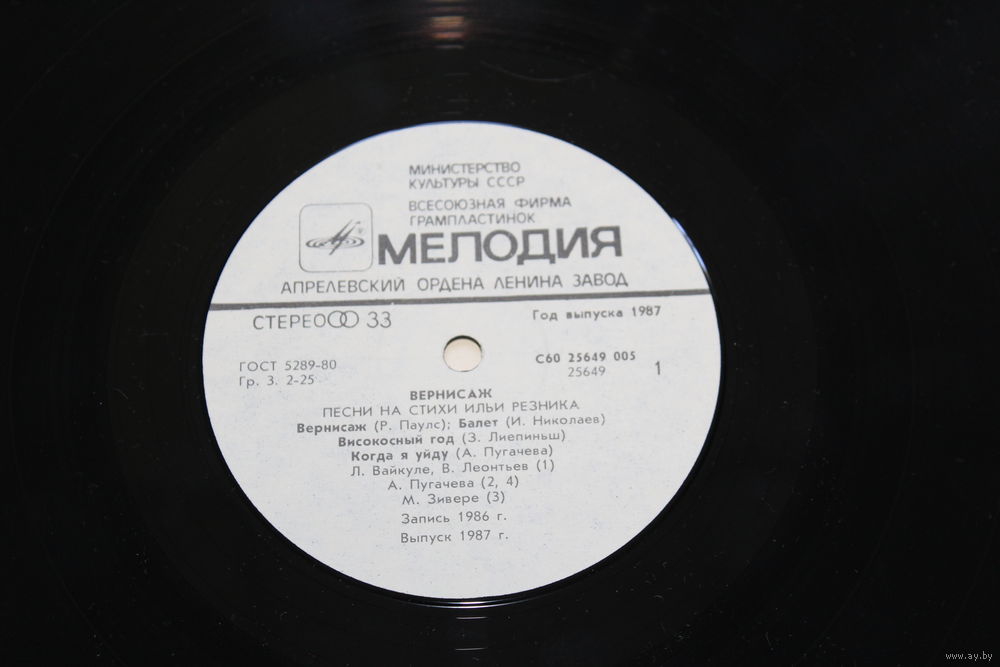 МИНИСТЕРСТВО
КУЛЬТУРЫ СССР
ВСЕСОЮЗНАЯ ФИРМА
ГРАМПЛАСТИНОК
МЕЛОДИЯ
АПРЕЛЕВСКИЙ ОРДЕНА ЛЕНИНА ЗАВОД
СТЕРЕО 33
Год выпуска 1987
ГОСТ 5289-80
Гр. 3. 2-25
С60 25649 005
25649
1
ВЕРНИСАЖ
ПЕСНИ НА СТИХИ ИЛЬИ РЕЗНИКА
Вернисаж (Р. Паулс); Балет (И. Николаев)
Високосный год (З. Лиепиньш)
Когда я уйду (А. Пугачева)
Л. Вайкуле, В. Леонтьев (1)
А. Пугачева (2, 4)
М. Зивере (3)
Запись 1986 г.
Выпуск 1987 г.
www.ay.by